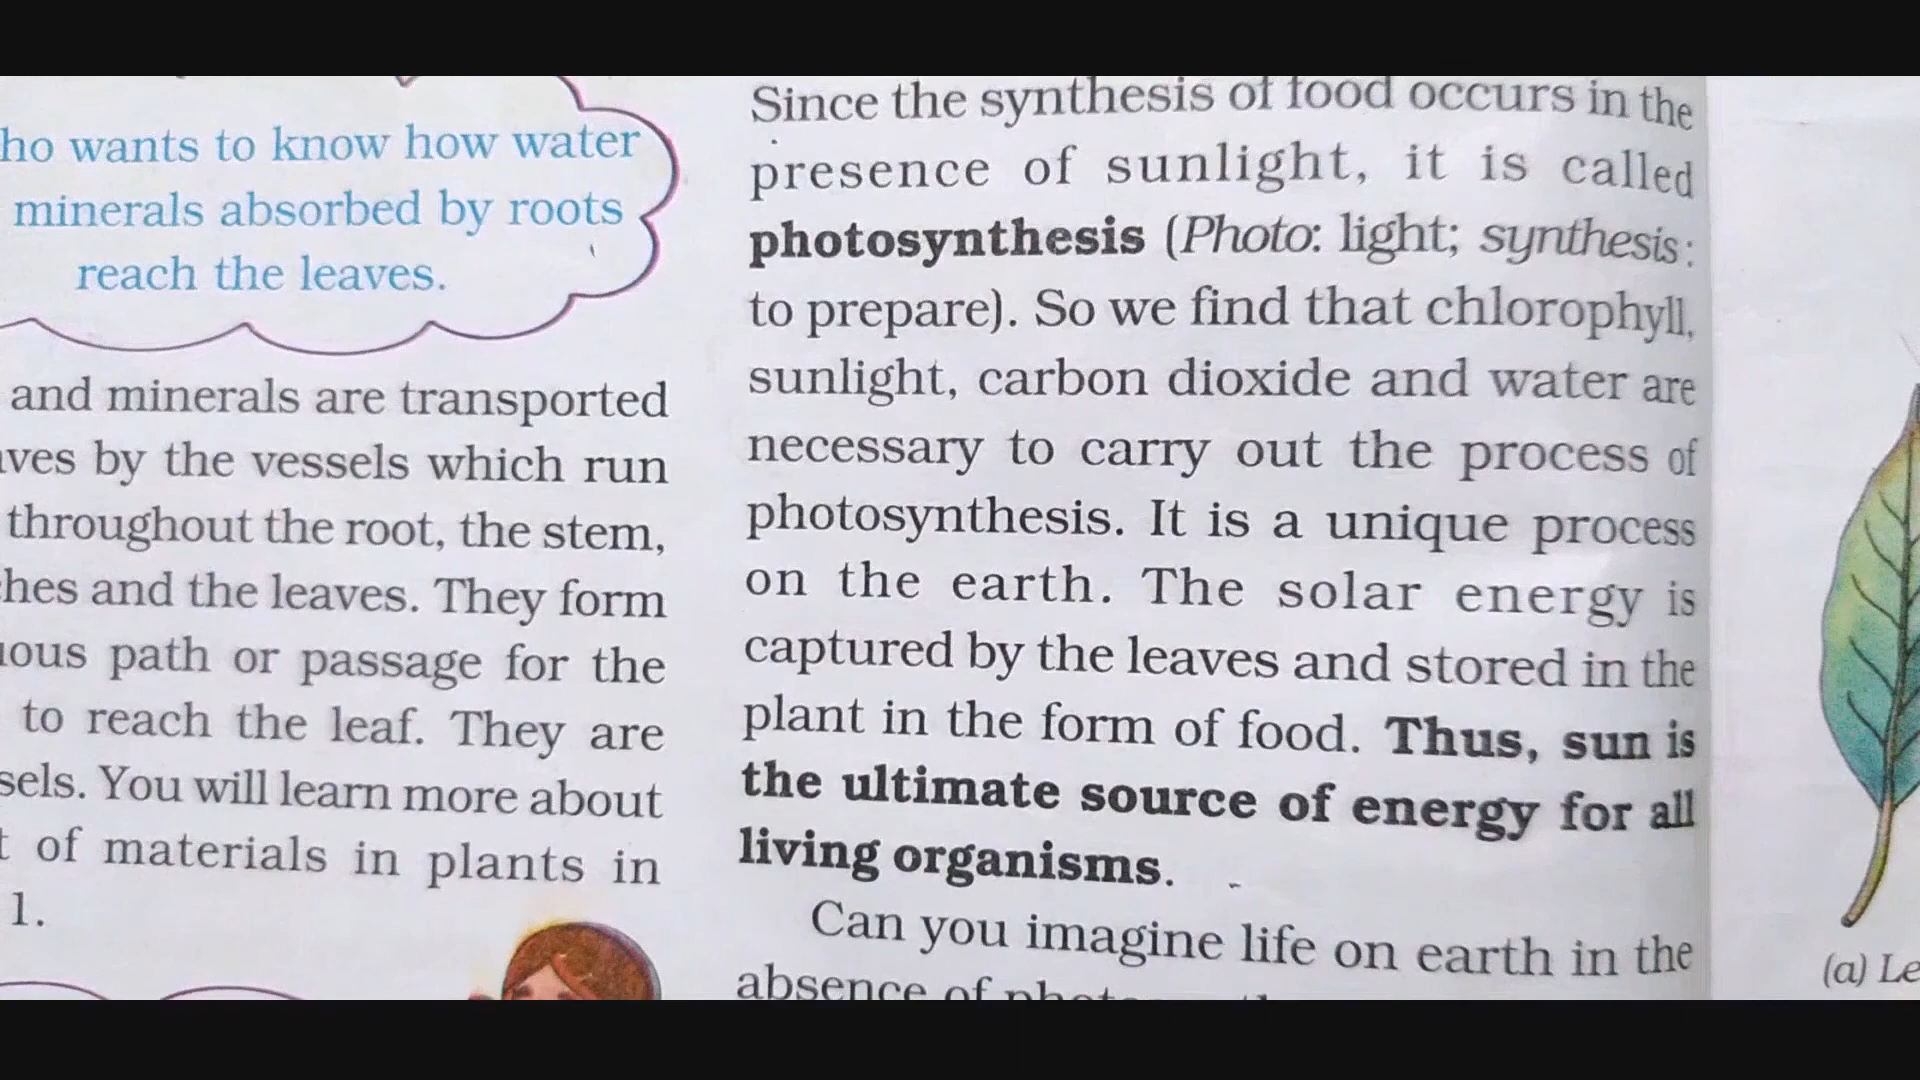 ho wants to know how water
minerals absorbed by roots
reach the leaves.
and minerals are transported
ves by the vessels which run
throughout the root, the stem,
hes and the leaves. They form
ous path or passage for the
to reach the leaf. They are
sels. You will learn more about
t of materials in plants in
1.
Since the synthesis of food occurs in the
presence of sunlight, it is called
photosynthesis (Photo: light; synthesis:
to prepare). So we find that chlorophyll,
sunlight, carbon dioxide and water are
necessary to carry out the process of
photosynthesis. It is a unique process
on the earth. The solar energy is
captured by the leaves and stored in the
plant in the form of food. Thus, sun is
the ultimate source of energy for all
living organisms.
Can you imagine life on earth in the
absence of
(a) Le